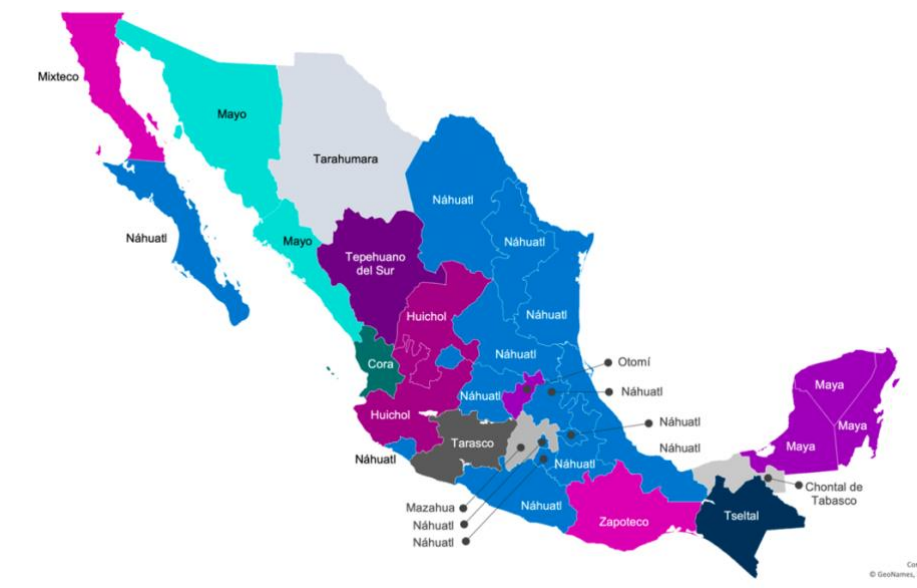 Mixteco
Mayo
Tarahumara
Náhuatl
Náhuatl
Mayo
Náhuatl
Tepehuano
del Sur
Huichol
Náhuatl
Náhuatl
Otomí
Cora
Náhuatl
Náhuatl
Maya
Huichol
Náhuatl
Maya
Tarasco
Náhuatl
Maya
Náhuatl
Náhuatl
Chontal de
Tabasco
Mazahua
Náhuatl
Tseltal
Náhuatl
Zapoteco
Náhuatl
© GeoNames,